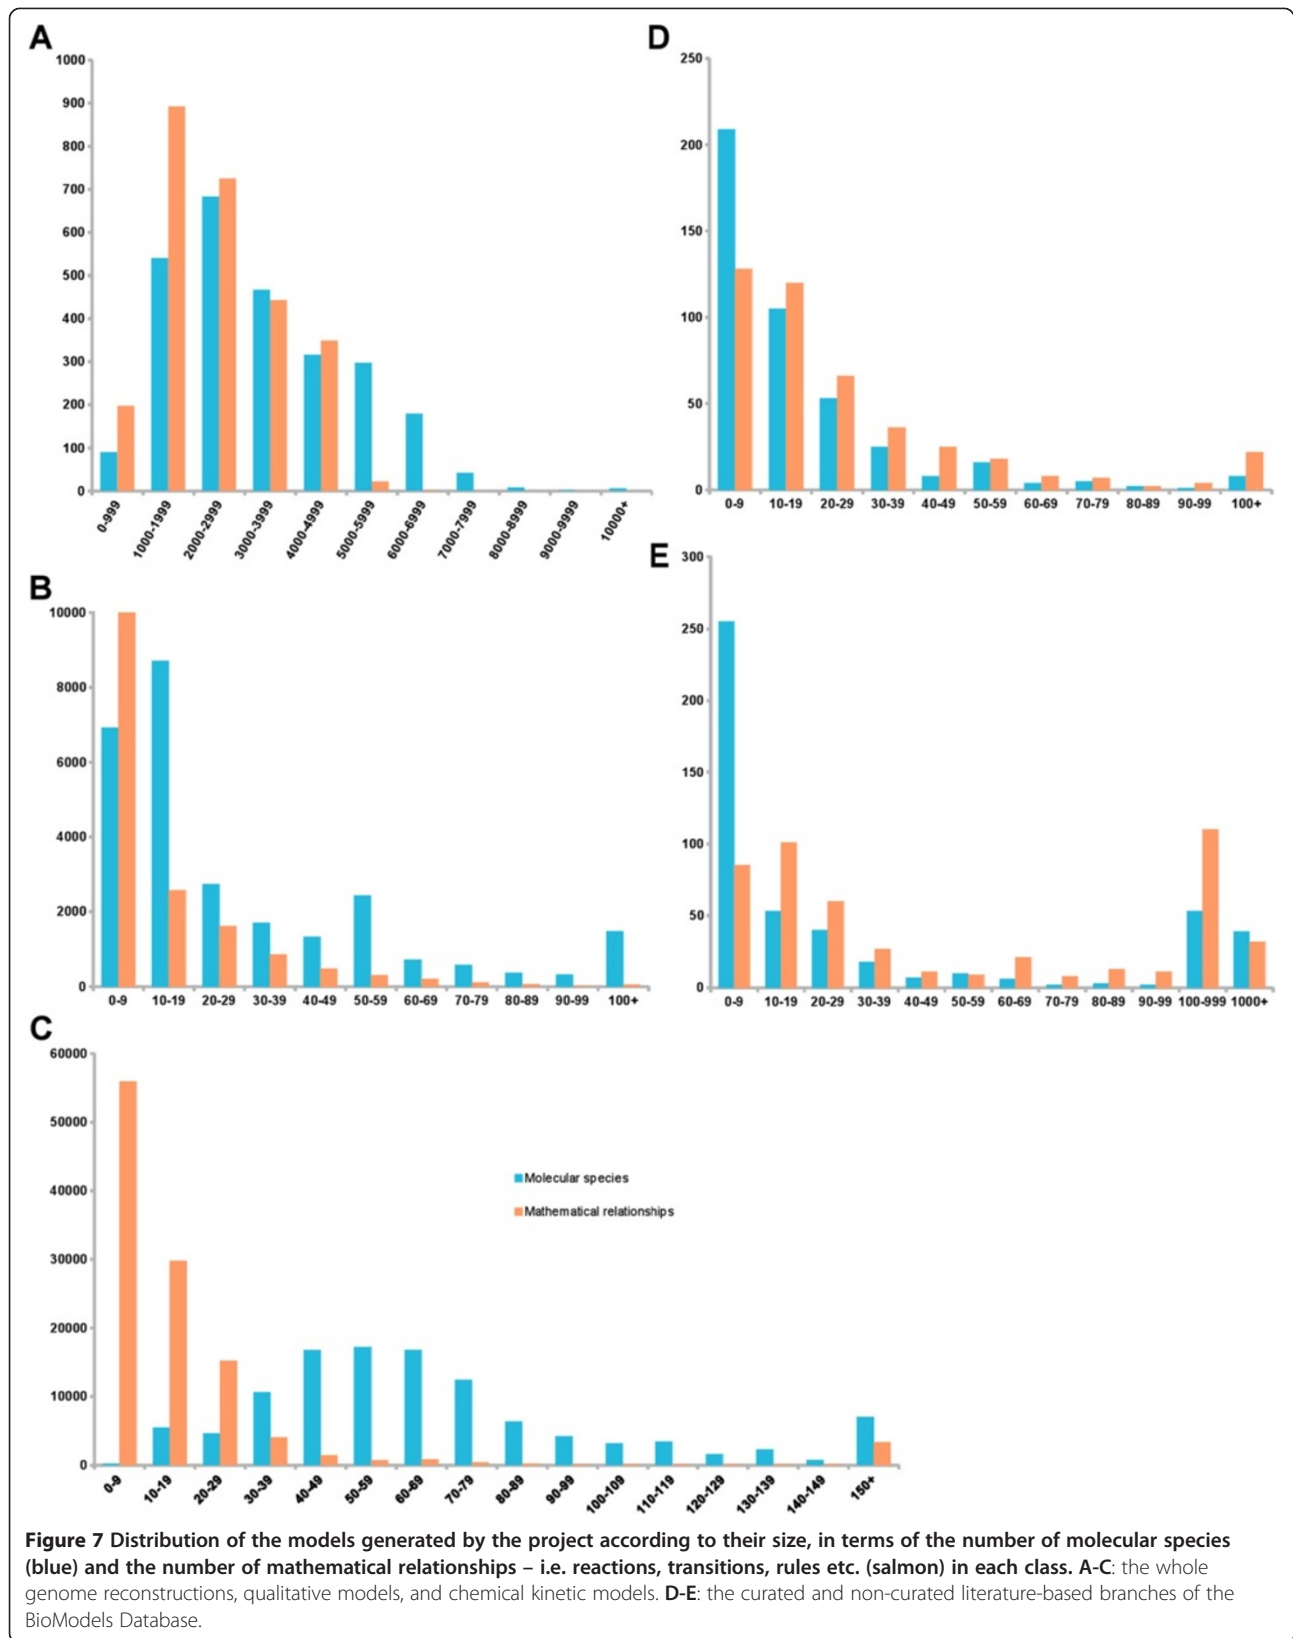 A
1000
900
800
700
600
500
400
300
200
100
0
0-999 1000-1999 2000-2999 3000-3999 4000-4999 5000-5999 6000-6999 7000-7999 8000-8999 9000-9999 10000+
B
10000
8000
6000
4000
2000
0
0-9 10-19 20-29 30-39 40-49 50-59 60-69 70-79 80-89 90-99 100+
C
60000
50000
40000
30000
20000
10000
0
0-9 10-19 20-29 30-39 40-49 50-59 60-69 70-79 80-89 90-99 100-109 110-119 120-129 130-139 140-149 150+
Molecular species
Mathematical relationships
D
250
200
150
100
50
0
0-9 10-19 20-29 30-39 40-49 50-59 60-69 70-79 80-89 90-99 100+
E
300
250
200
150
100
50
0
0-9 10-19 20-29 30-39 40-49 50-59 60-69 70-79 80-89 90-99 100-999 1000+
Figure 7 Distribution of the models generated by the project according to their size, in terms of the number of molecular species
(blue) and the number of mathematical relationships – i.e. reactions, transitions, rules etc. (salmon) in each class. A-C: the whole
genome reconstructions, qualitative models, and chemical kinetic models. D-E: the curated and non-curated literature-based branches of the
BioModels Database.